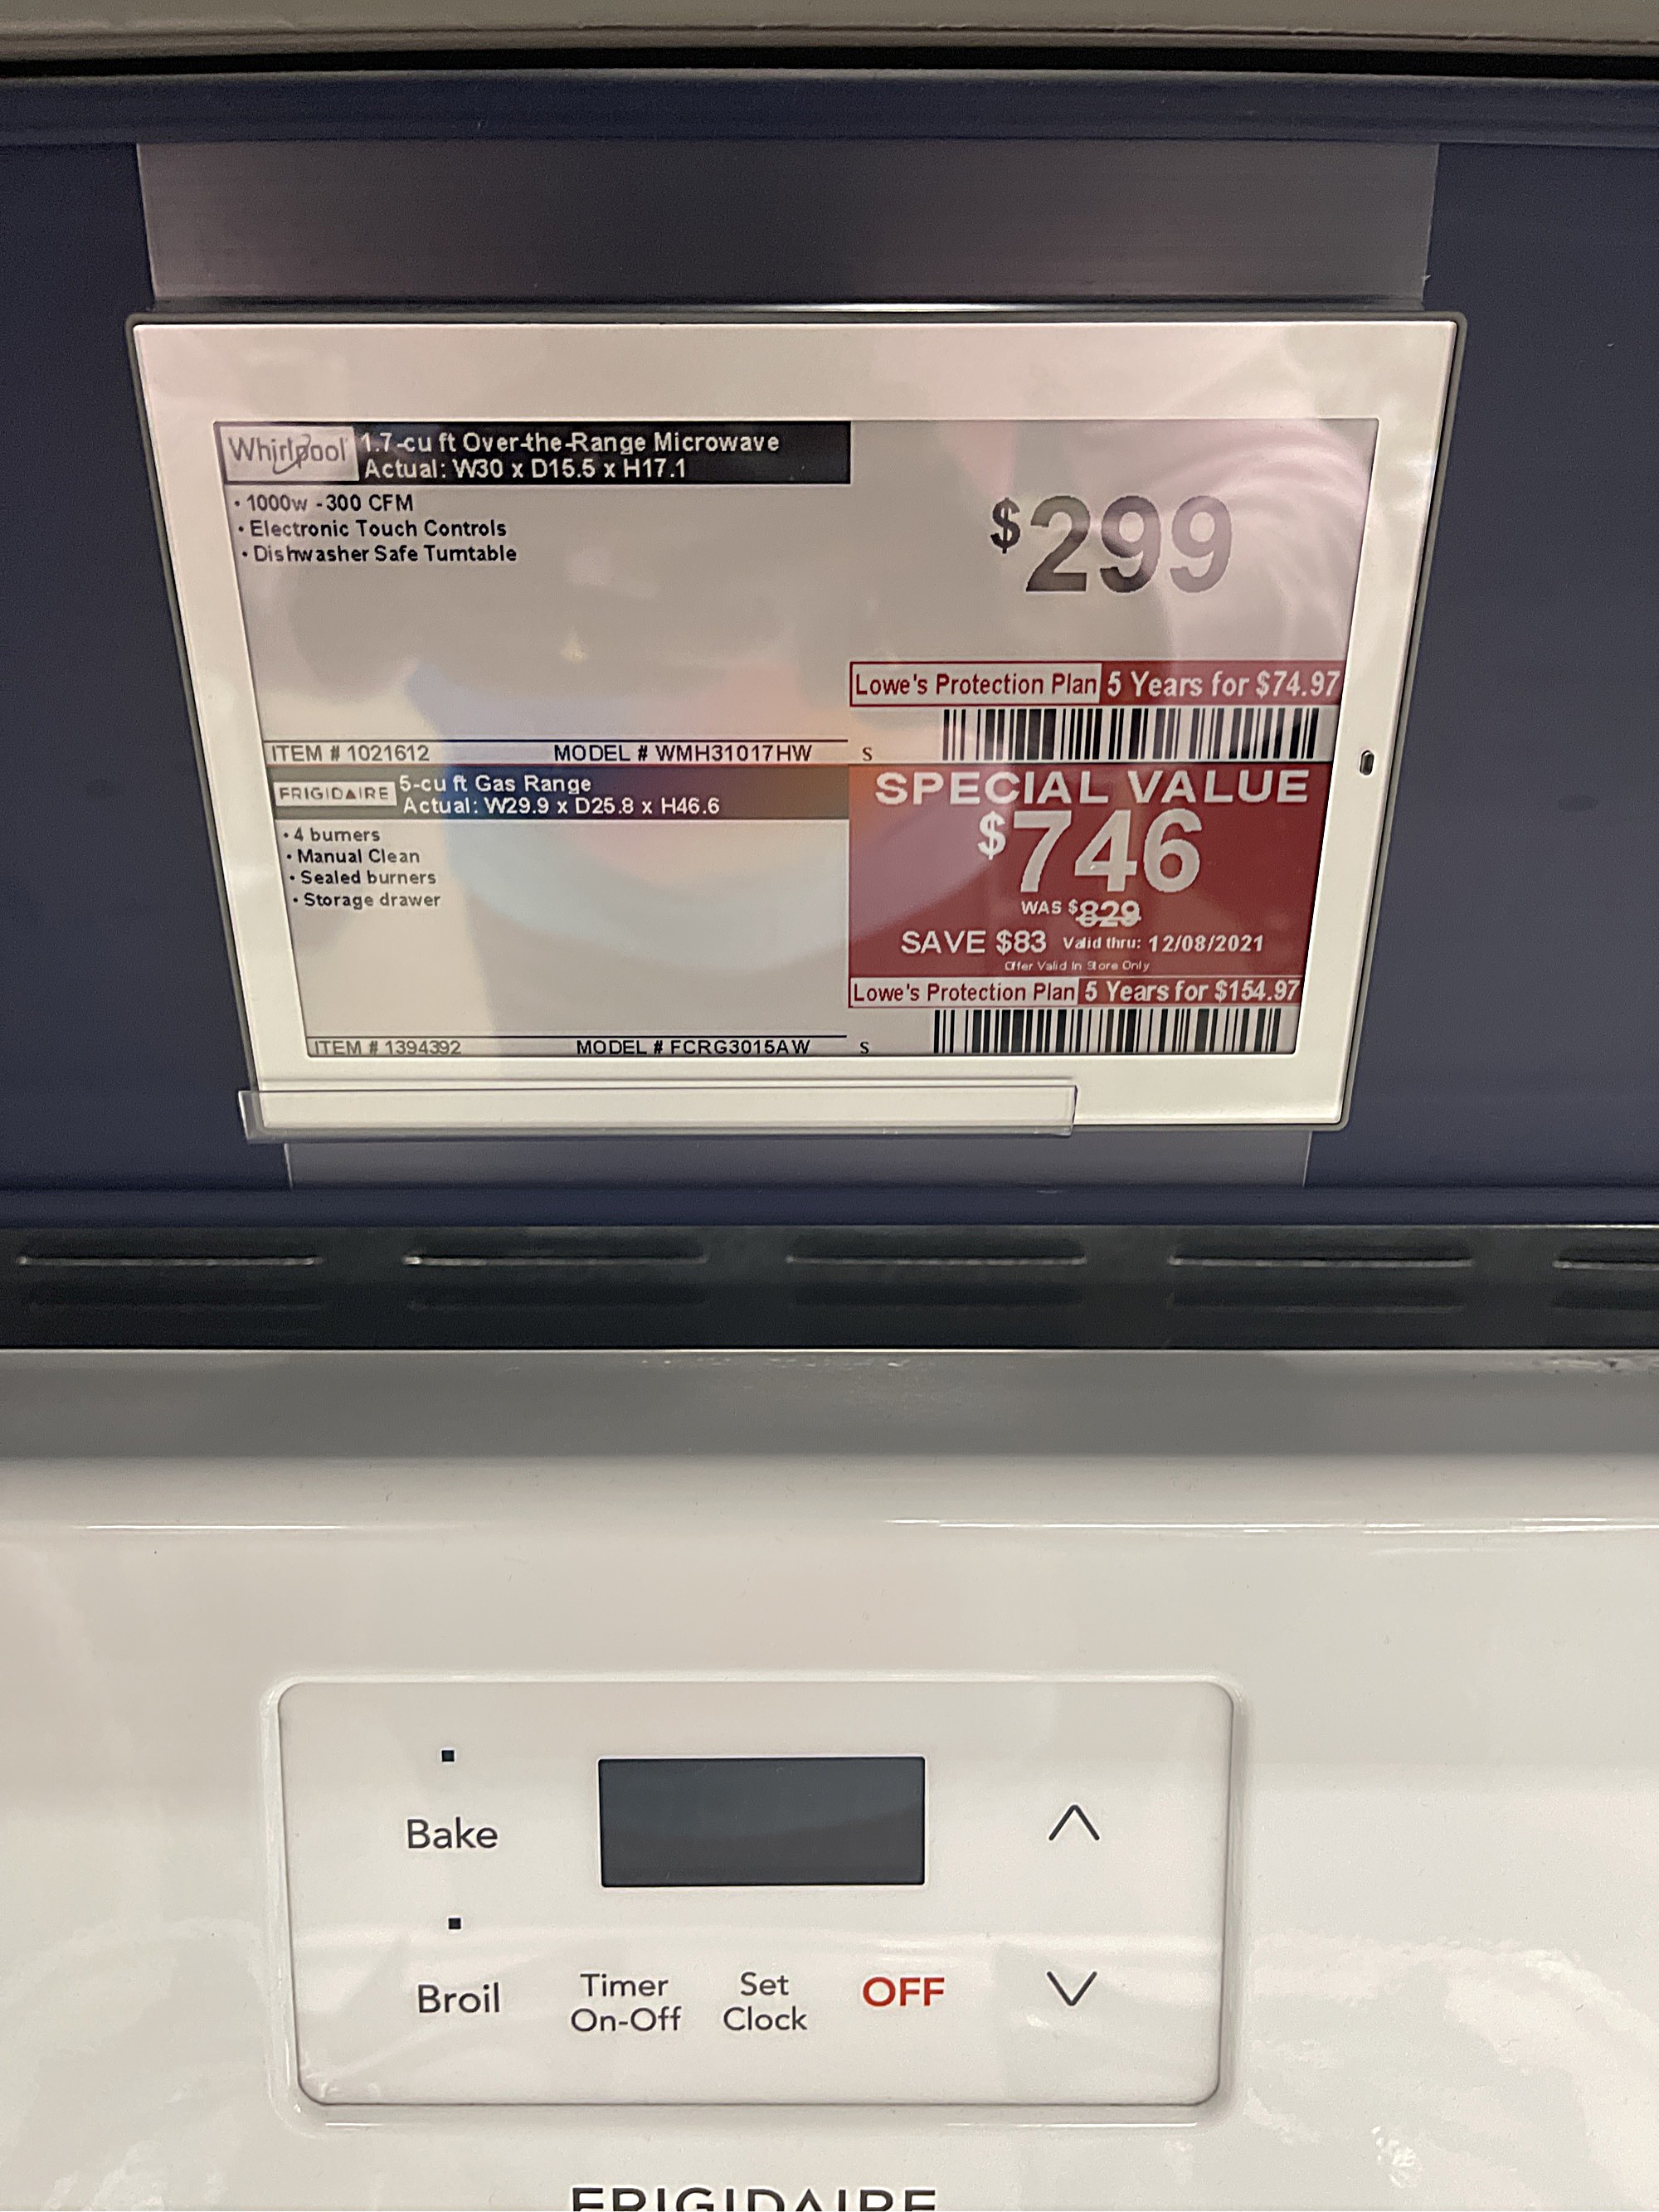 Whirlpool
1.7-cu ft Over-the-Range Microwave
Actual: W30 x D15.5 x H17.1
• 1000w - 300 CFM
• Electronic Touch Controls
• Dishwasher Safe Turntable
$299
Lowe's Protection Plan 5 Years for $74.97
ITEM # 1021612 MODEL # WMH31017HW S
FRIGIDAIRE
5-cu ft Gas Range
Actual: W29.9 x D25.8 x H46.6
• 4 burners
• Manual Clean
• Sealed burners
• Storage drawer
SPECIAL VALUE
$746
WAS $829
SAVE $83 Valid thru: 12/08/2021
Offer Valid In Store Only
Lowe's Protection Plan 5 Years for $154.97
ITEM # 1394392 MODEL # FCRG3015AW S
Bake
Broil
Timer
On-Off
Set
Clock
OFF
FRIGIDAIRE